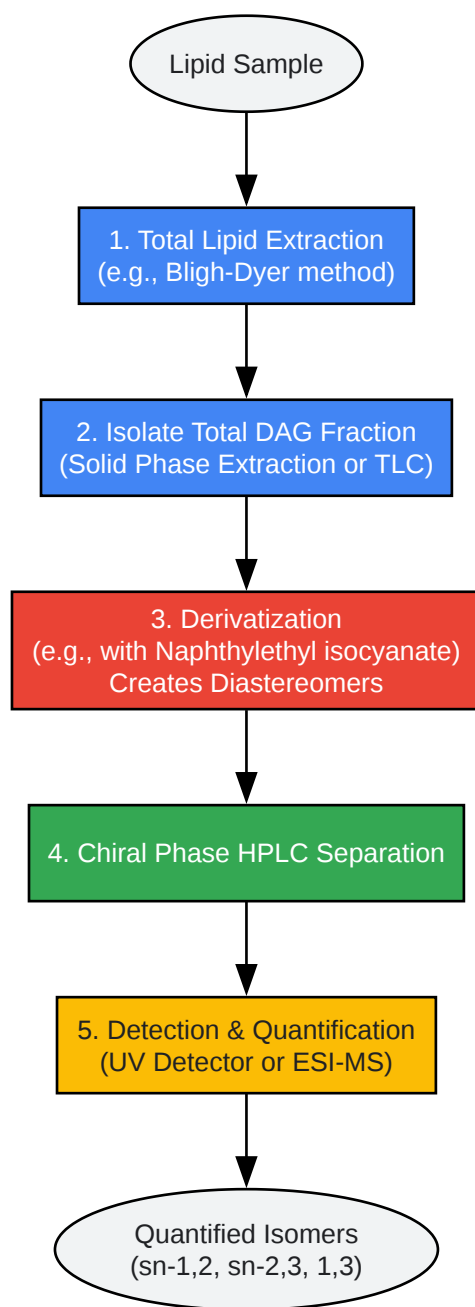 Lipid Sample
1. Total Lipid Extraction
(e.g., Bligh-Dyer method)
2. Isolate Total DAG Fraction
(Solid Phase Extraction or TLC)
3. Derivatization
(e.g., with Naphthylethyl isocyanate)
Creates Diastereomers
4. Chiral Phase HPLC Separation
5. Detection & Quantification
(UV Detector or ESI-MS)
Quantified Isomers
(sn-1,2, sn-2,3, 1,3)